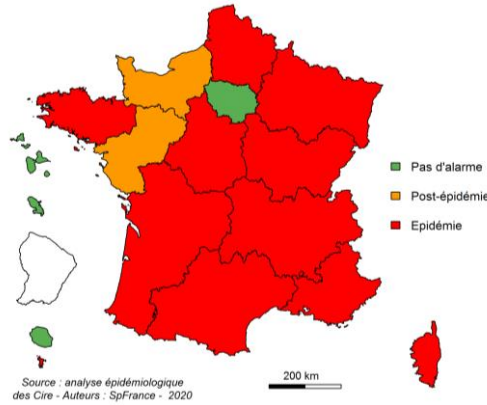 Pas d'alarme
Post-épidémie
Epidémie
200 km
Source : analyse épidémiologique
des Cire - Auteurs : SpFrance - 2020